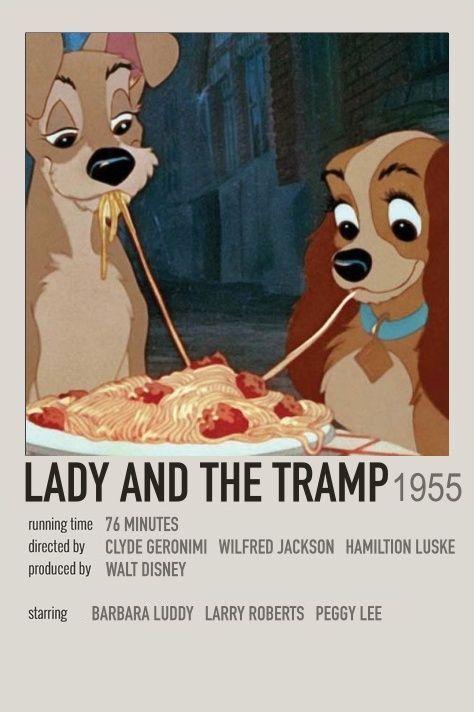 LADY AND THE TRAMP 1955
running time 76 MINUTES
directed by CLYDE GERONIMI WILFRED JACKSON HAMILTION LUSKE
produced by WALT DISNEY
starring BARBARA LUDDY LARRY ROBERTS PEGGY LEE